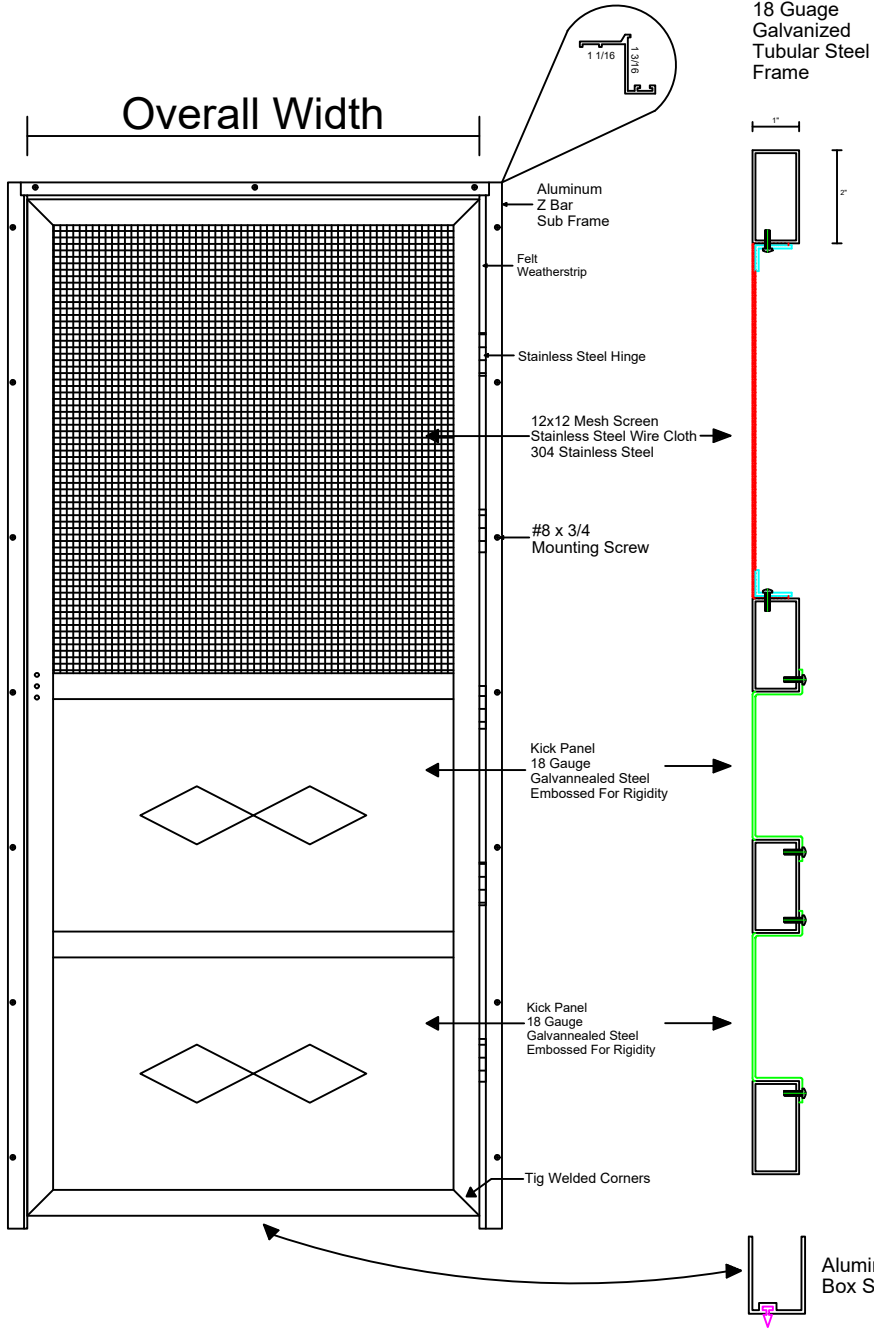 18 Guage
Galvanized
Tubular Steel
Frame
1 1/16
1 3/16
Overall Width
1"
2"
Aluminum
Z Bar
Sub Frame
Felt
Weatherstrip
Stainless Steel Hinge
12x12 Mesh Screen
Stainless Steel Wire Cloth
304 Stainless Steel
#8 x 3/4
Mounting Screw
Kick Panel
18 Gauge
Galvannealed Steel
Embossed For Rigidity
Kick Panel
18 Gauge
Galvannealed Steel
Embossed For Rigidity
Tig Welded Corners
Box S